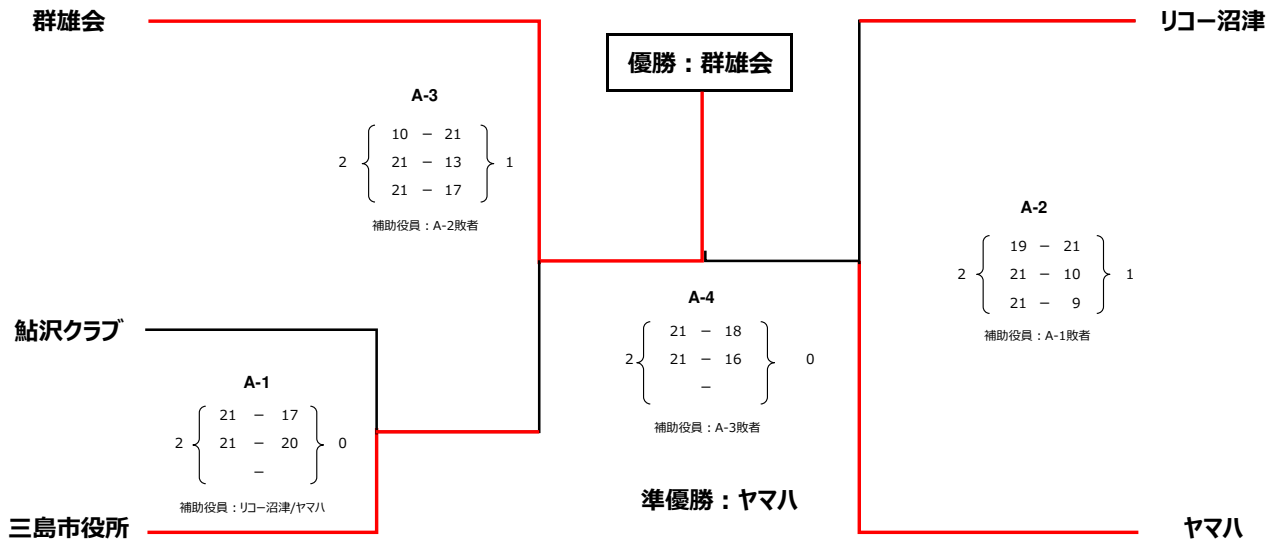 群雄会
リコー沼津
優勝：群雄会
A-3
10 － 21
2 21 － 13 1
21 － 17
補助役員：A-2敗者
A-2
19 － 21
2 21 － 10 1
21 － 9
補助役員：A-1敗者
鮎沢クラブ
A-4
21 － 18
2 21 － 16 0
－
補助役員：A-3敗者
A-1
21 － 17
2 21 － 20 0
－
補助役員：リコー沼津/ヤマハ
準優勝：ヤマハ
三島市役所
ヤマハ